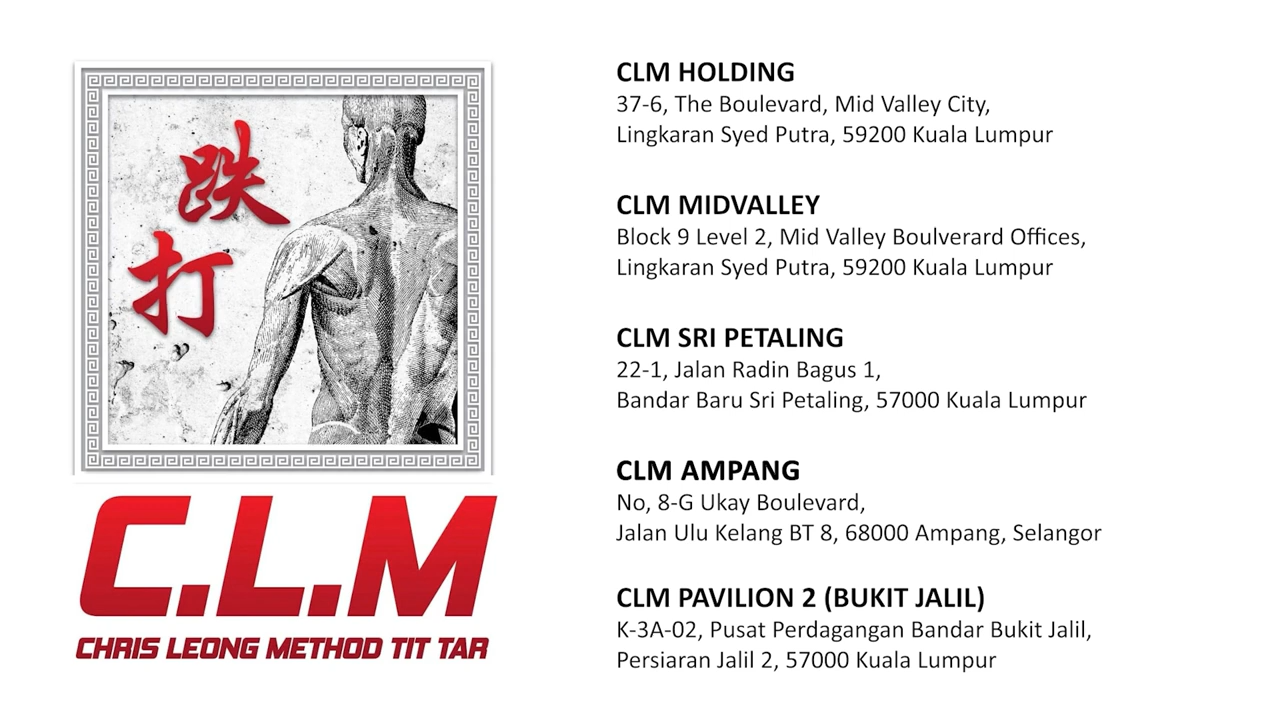 跌
打
C.L.M
CHRIS LEONG METHOD TIT TAR
CLM HOLDING
37-6, The Boulevard, Mid Valley City,
Lingkaran Syed Putra, 59200 Kuala Lumpur
CLM MIDVALLEY
Block 9 Level 2, Mid Valley Boulverard Offices,
Lingkaran Syed Putra, 59200 Kuala Lumpur
CLM SRI PETALING
22-1, Jalan Radin Bagus 1,
Bandar Baru Sri Petaling, 57000 Kuala Lumpur
CLM AMPANG
No, 8-G Ukay Boulevard,
Jalan Ulu Kelang BT 8, 68000 Ampang, Selangor
CLM PAVILION 2 (BUKIT JALIL)
K-3A-02, Pusat Perdagangan Bandar Bukit Jalil,
Persiaran Jalil 2, 57000 Kuala Lumpur